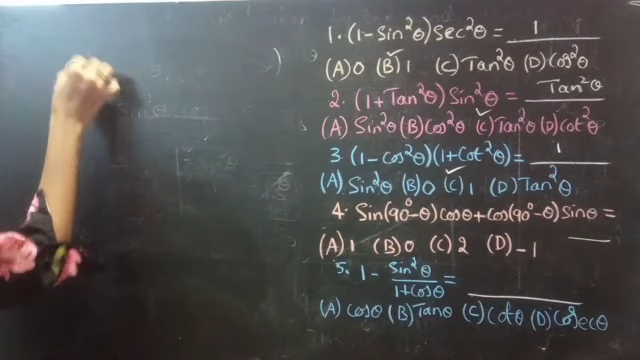 1. (1-Sin²θ)Sec²θ = 1
(A) 0 (B) 1 (C) Tan²θ (D) Cos²θ
2. (1+Tan²θ) Sin²θ = Tan²θ
(A) Sin²θ (B) Cos²θ (C) Tan²θ (D) Cot²θ
3. (1-cos²θ)(1+cot²θ) = 1
(A) Sin²θ (B) 0 (C) 1 (D) Tan²θ
4. Sin(90°-θ) cosθ + cos(90°-θ) Sinθ =
(A) 1 (B) 0 (C) 2 (D) -1
5. 1 - Sin²θ / 1+cosθ =
(A) Cosθ (B) Tanθ (C) Cotθ (D) Cosecθ